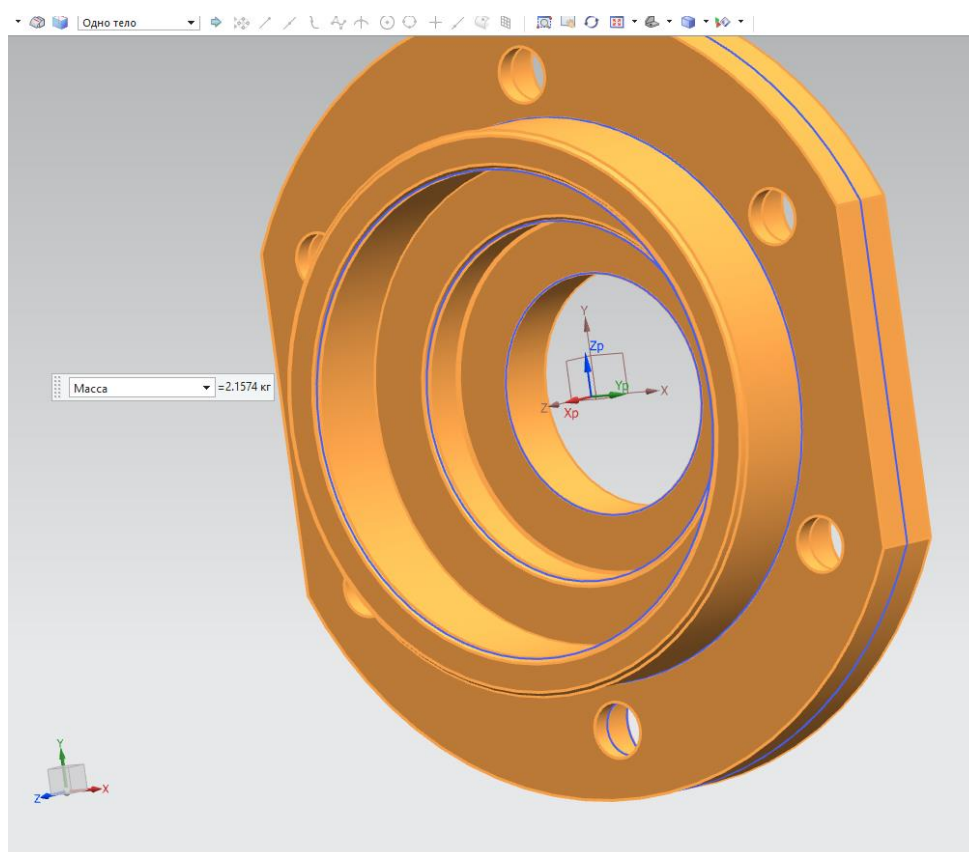 Одно тело
Y
Zp
Yp
X
Z
Xp
Масса =2.1574 кг
Y
Z
X